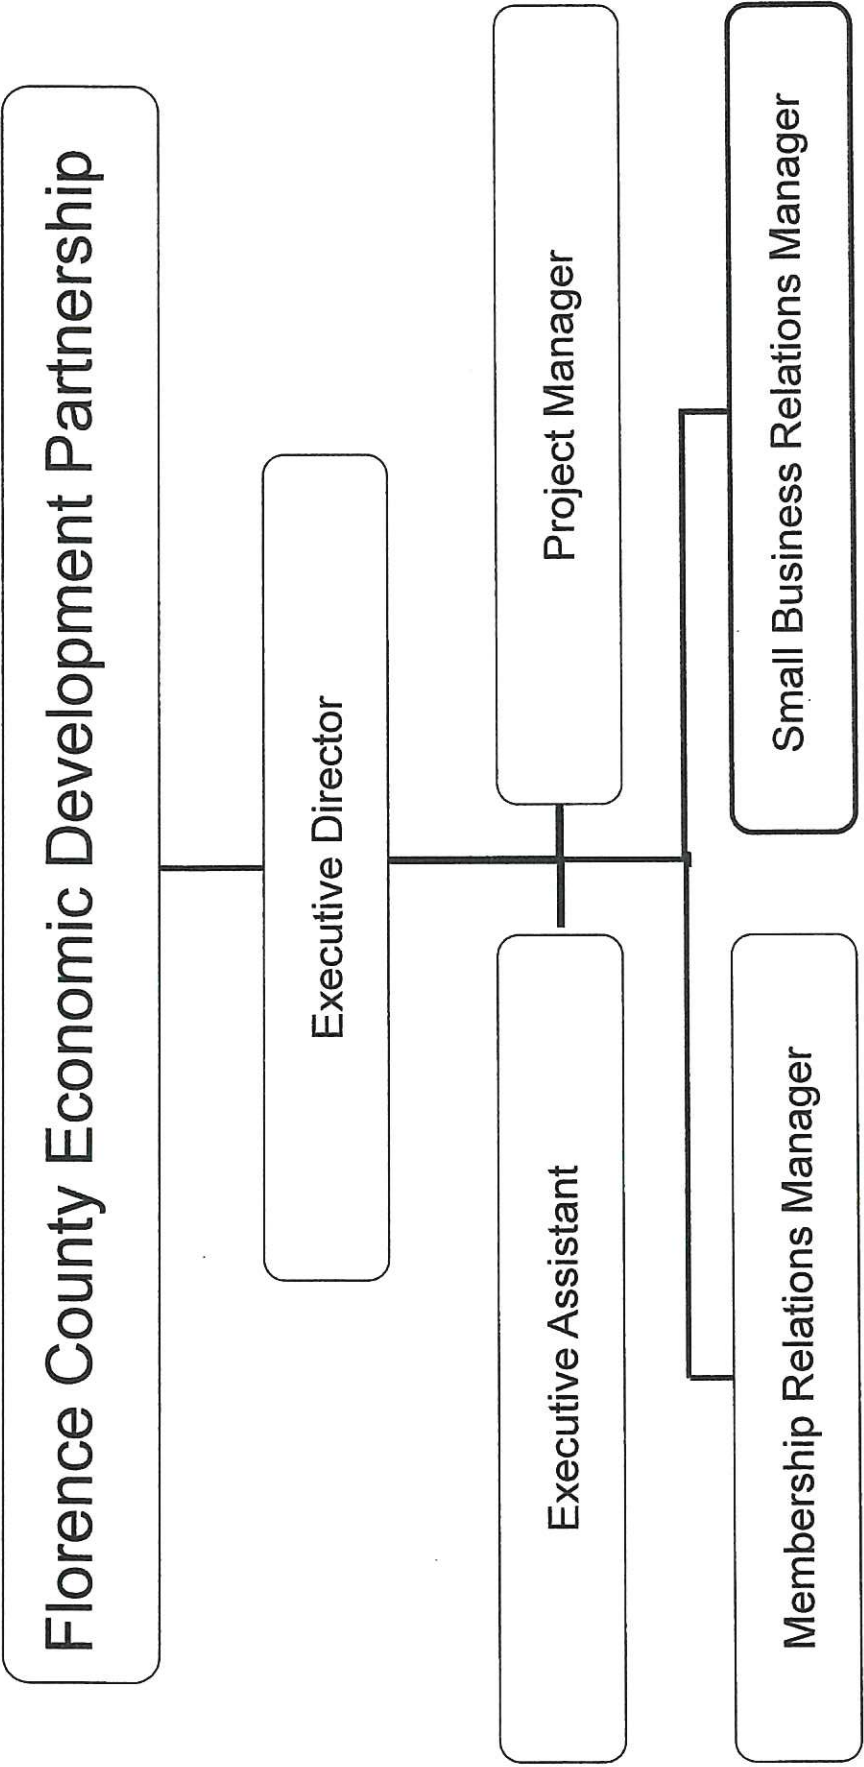 Florence County Economic Development Partnership
Executive Director
Executive Assistant
Project Manager
Membership Relations Manager
Small Business Relations Manager